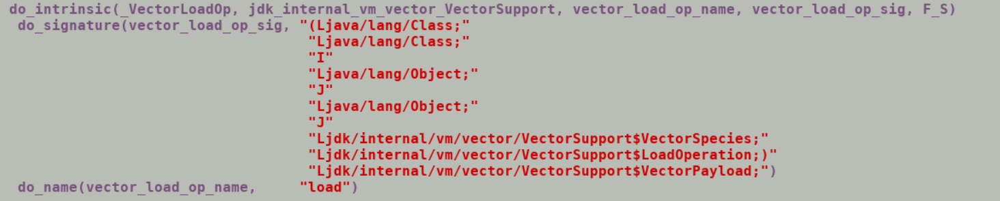 do_intrinsic(_VectorLoadOp, jdk_internal_vm_vector_VectorSupport, vector_load_op_name, vector_load_op_sig, F_S)
 do_signature(vector_load_op_sig, "(Ljava/lang/Class;"
                                   "Ljava/lang/Class;"
                                   "I"
                                   "Ljava/lang/Object;"
                                   "J"
                                   "Ljava/lang/Object;"
                                   "J"
                                   "Ljdk/internal/vm/vector/VectorSupport$VectorSpecies;"
                                   "Ljdk/internal/vm/vector/VectorSupport$LoadOperation;)"
                                   "Ljdk/internal/vm/vector/VectorSupport$VectorPayload;")
 do_name(vector_load_op_name,     "load")